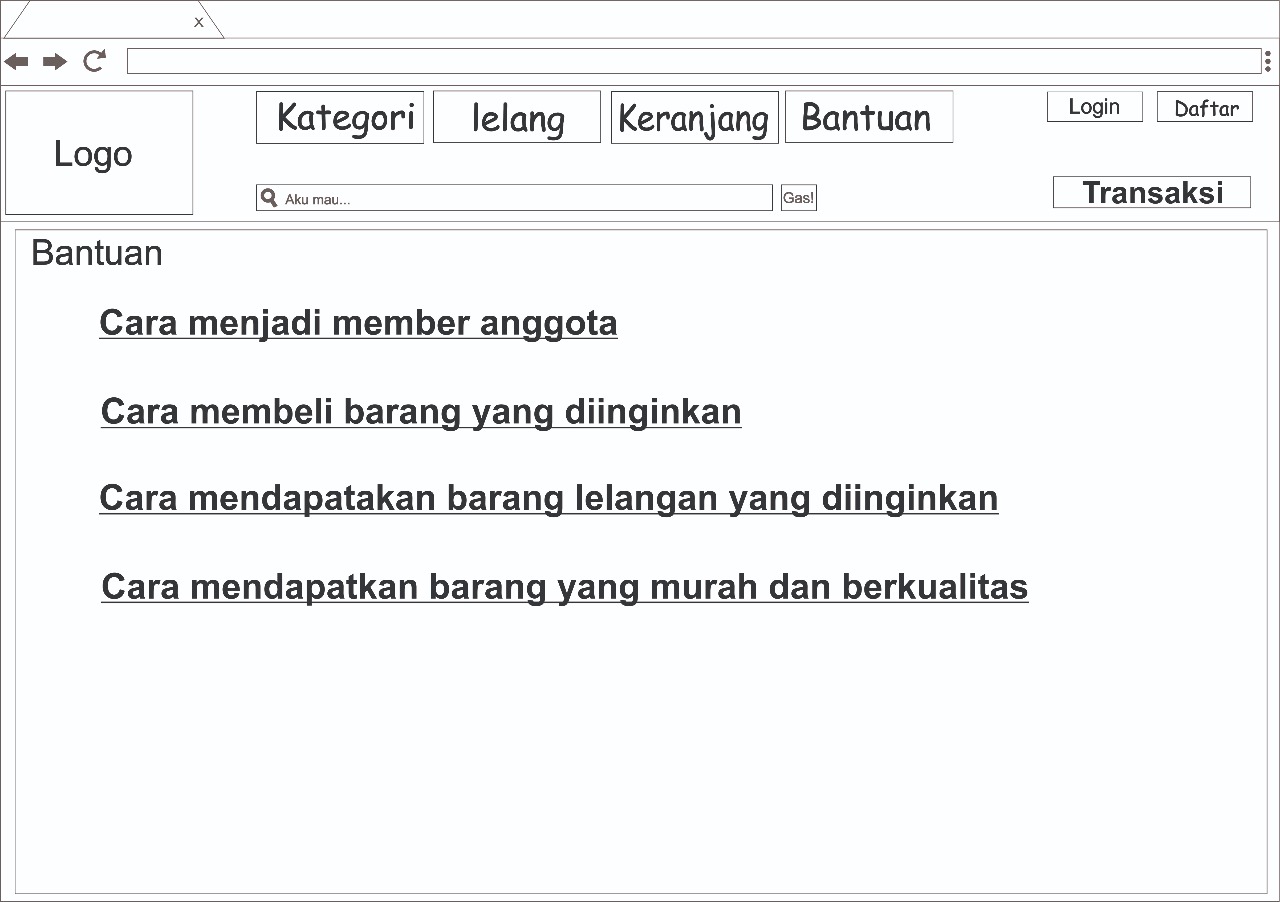 x
Logo
Kategori
lelang
Keranjang
Bantuan
Login
Daftar
Aku mau...
Gas!
Transaksi
Bantuan
Cara menjadi member anggota
Cara membeli barang yang diinginkan
Cara mendapatakan barang lelangan yang diinginkan
Cara mendapatkan barang yang murah dan berkualitas